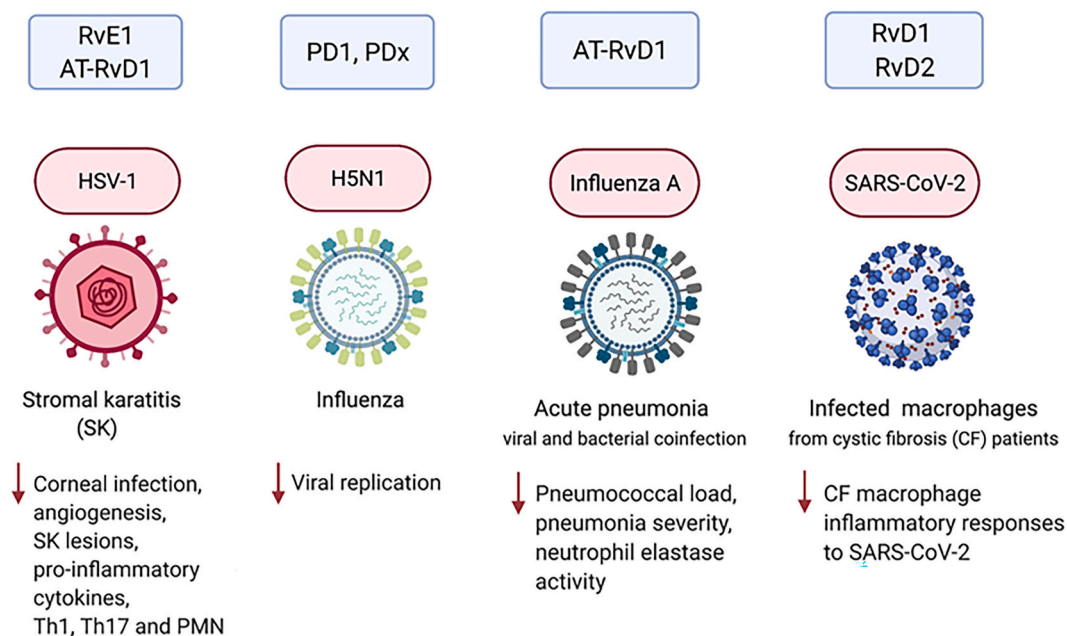 RvE1
AT-RvD1
HSV-1
Stromal karatitis
(SK)
Corneal infection,
angiogenesis,
SK lesions,
pro-inflammatory
cytokines,
Th1, Th17 and PMN
PD1, PDx
H5N1
Influenza
Viral replication
AT-RvD1
Influenza A
Acute pneumonia
viral and bacterial coinfection
Pneumococcal load,
pneumonia severity,
neutrophil elastase
activity
RvD1
RvD2
SARS-CoV-2
Infected macrophages
from cystic fibrosis (CF) patients
CF macrophage
inflammatory responses
to SARS-CoV-2